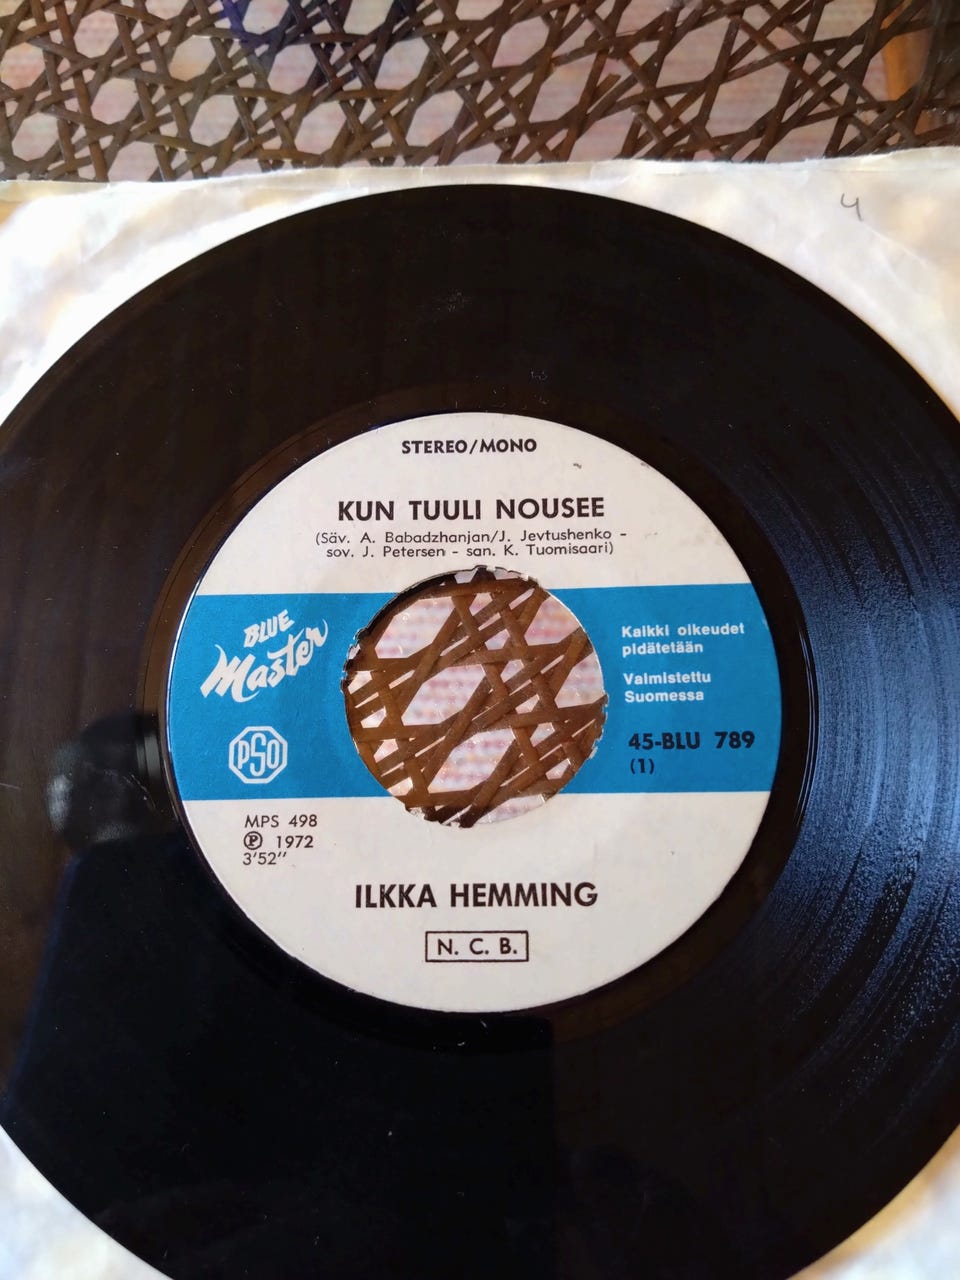 4
STEREO/MONO
KUN TUULI NOUSEE
(Säv. A. Babadzhanjan/J. Jevtushenko -
sov. J. Petersen - san. K. Tuomisaari)
BLUE
Master
PSO
Kaikki oikeudet
pidätetään
Valmistettu
Suomessa
45-BLU 789
(1)
MPS 498
Ⓟ 1972
3'52"
ILKKA HEMMING
N. C. B.